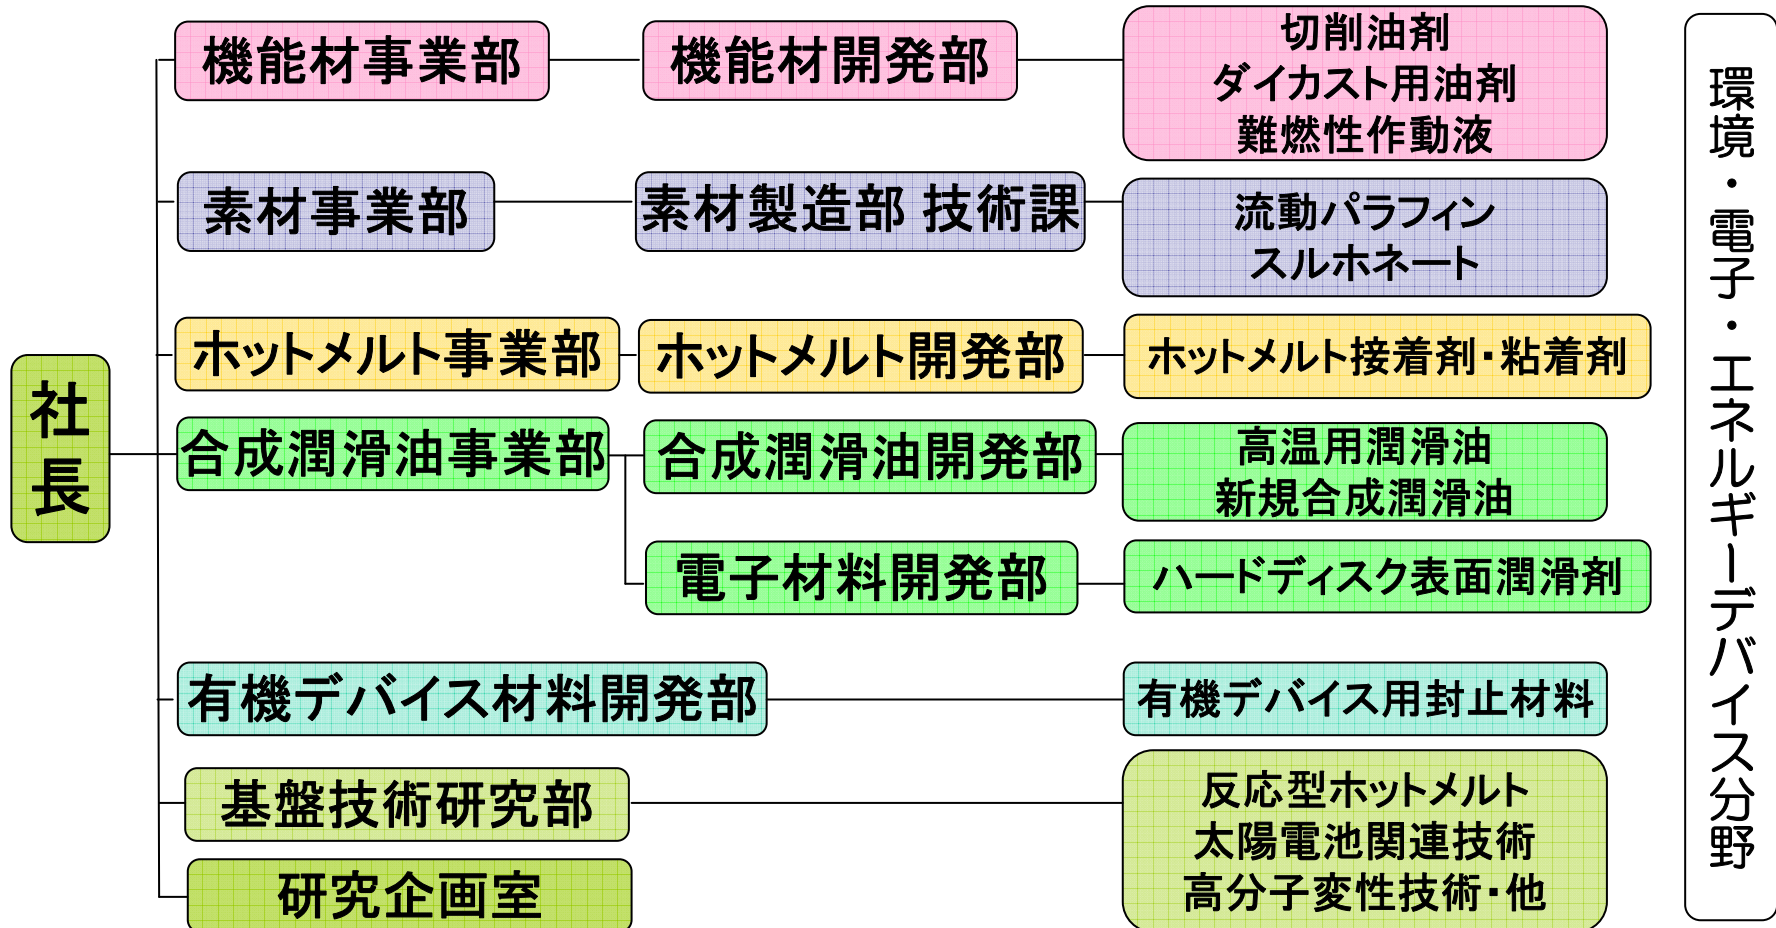 社長
機能材事業部
機能材開発部
切削油剤
ダイカスト用油剤
難燃性作動液
素材事業部
素材製造部 技術課
流動パラフィン
スルホネート
ホットメルト事業部
ホットメルト開発部
ホットメルト接着剤・粘着剤
合成潤滑油事業部
合成潤滑油開発部
高温用潤滑油
新規合成潤滑油
電子材料開発部
ハードディスク表面潤滑剤
有機デバイス材料開発部
有機デバイス用封止材料
基盤技術研究部
反応型ホットメルト
太陽電池関連技術
高分子変性技術・他
研究企画室
環境・電子・エネルギーデバイス分野